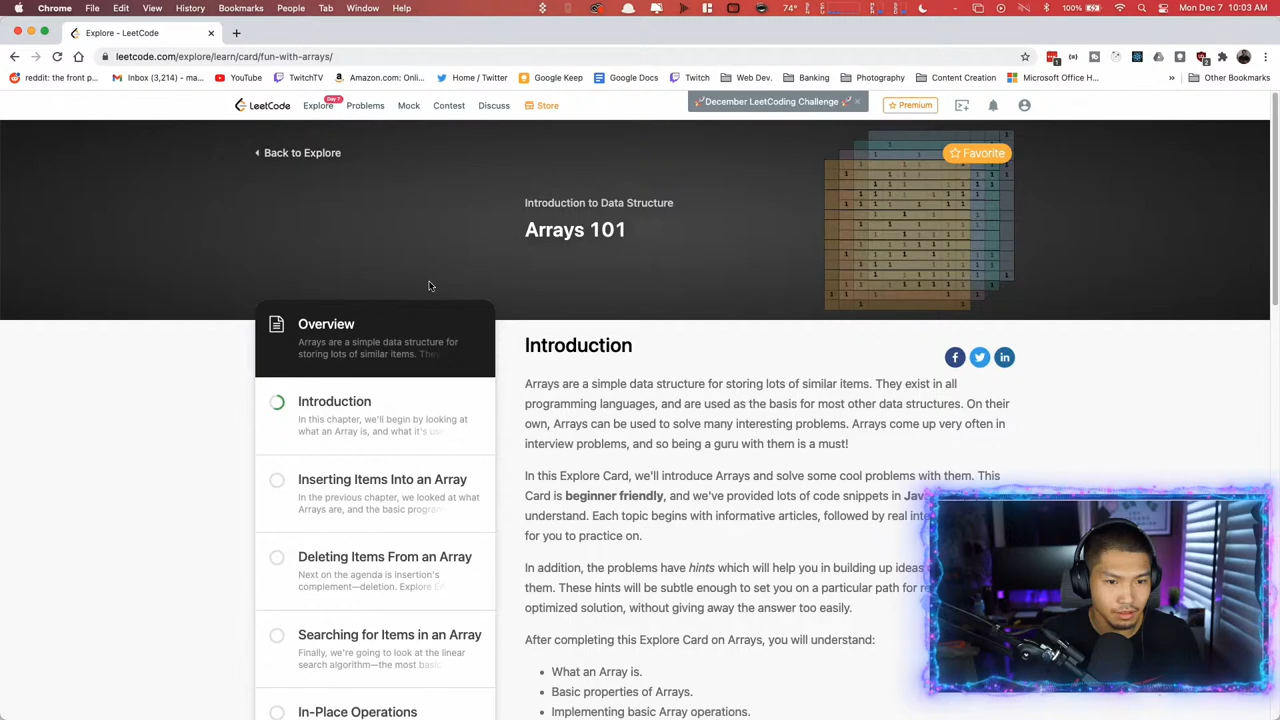 Chrome File Edit View History Bookmarks People Tab Window Help 74° 100% Mon Dec 7 10:03 AM
Explore - LeetCode
leetcode.com/explore/learn/card/fun-with-arrays/
reddit: the front p... Inbox (3,214) - ma... YouTube TwitchTV Amazon.com: Onli... Home / Twitter Google Keep Google Docs Twitch Web Dev. Banking Photography Content Creation Microsoft Office H... » Other Bookmarks
LeetCode Explore Day 7 Problems Mock Contest Discuss Store December LeetCoding Challenge × Premium
Back to Explore
Favorite
Introduction to Data Structure
Arrays 101
Overview
Arrays are a simple data structure for
storing lots of similar items. They
Introduction
In this chapter, we'll begin by looking at
what an Array is, and what it's
Inserting Items Into an Array
In the previous chapter, we looked at what
Arrays are, and the basic
Deleting Items From an Array
Next on the agenda is insertion's
complement—deletion. Explore
Searching for Items in an Array
Finally, we're going to look at the linear
search algorithm—the most basic
In-Place Operations
Introduction
Arrays are a simple data structure for storing lots of similar items. They exist in all
programming languages, and are used as the basis for most other data structures. On their
own, Arrays can be used to solve many interesting problems. Arrays come up very often in
interview problems, and so being a guru with them is a must!
In this Explore Card, we'll introduce Arrays and solve some cool problems with them. This
Card is beginner friendly, and we've provided lots of code snippets in Jav
understand. Each topic begins with informative articles, followed by real inte
for you to practice on.
In addition, the problems have hints which will help you in building up ideas
them. These hints will be subtle enough to set you on a particular path for re
optimized solution, without giving away the answer too easily.
After completing this Explore Card on Arrays, you will understand:
• What an Array is.
• Basic properties of Arrays.
• Implementing basic Array operations.